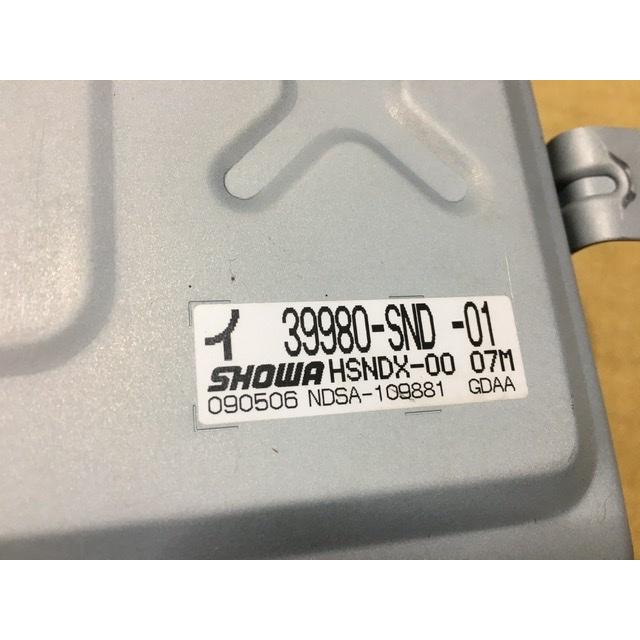 イ 39980-SND -01
SHOWA HSNDX-00 07M
090506 NDSA-109881 GDAA